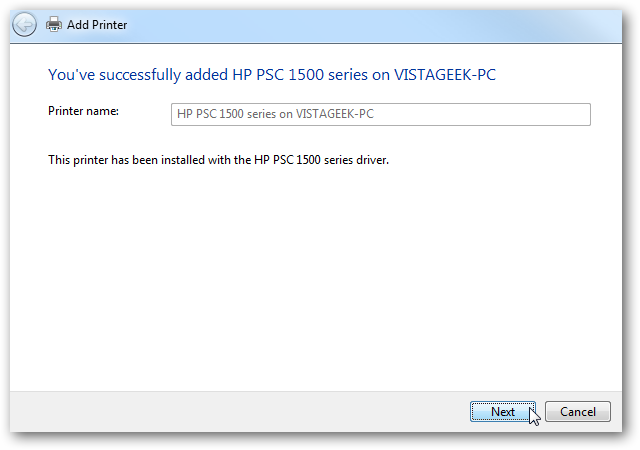 Add Printer
You've successfully added HP PSC 1500 series on VISTAGEEK-PC
Printer name:
HP PSC 1500 series on VISTAGEEK-PC
This printer has been installed with the HP PSC 1500 series driver.
Next
Cancel